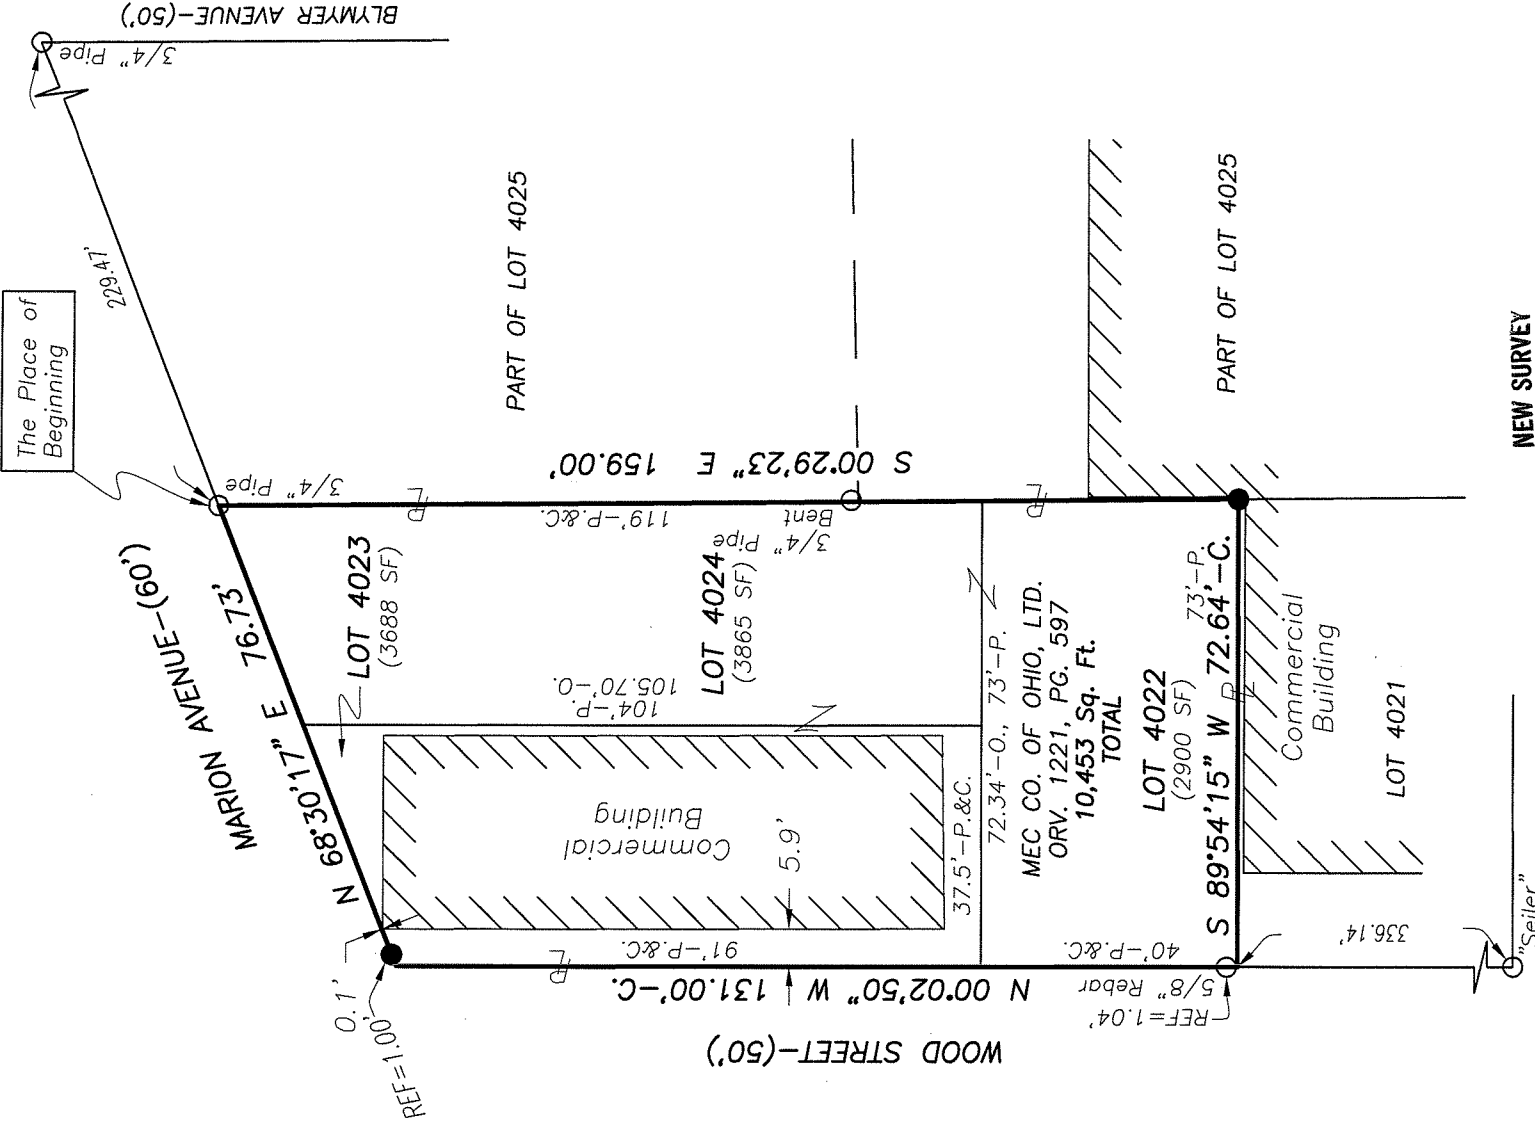 BLYMYER AVENUE-(50')
3/4" Pipe
229.47'
The Place of
Beginning
3/4" Pipe
MARION AVENUE-(60')
N 68°30'17" E 76.73'
PART OF LOT 4025
S 00°29'23" E 159.00'
119'-P.&C.
Bent
3/4" Pipe
PART OF LOT 4025
LOT 4023
(3688 SF)
LOT 4024
(3865 SF)
104'-P.
105.70'-O.
Commercial
Building
5.9'
37.5'-P.&C.
72.34'-O., 73'-P.
MEC CO. OF OHIO, LTD.
ORV. 1221, PG. 597
10,453 Sq. Ft.
TOTAL
LOT 4022
(2900 SF)
73'-P.
S 89°54'15" W 72.64'-C.
Commercial
Building
LOT 4021
91'-P.&C.
40'-P.&C.
N 00°02'50" W 131.00'-C.
5/8" Rebar
REF=1.04'
0.1'
REF=1.00'
WOOD STREET-(50')
336.14'
"Seiler"
NEW SURVEY